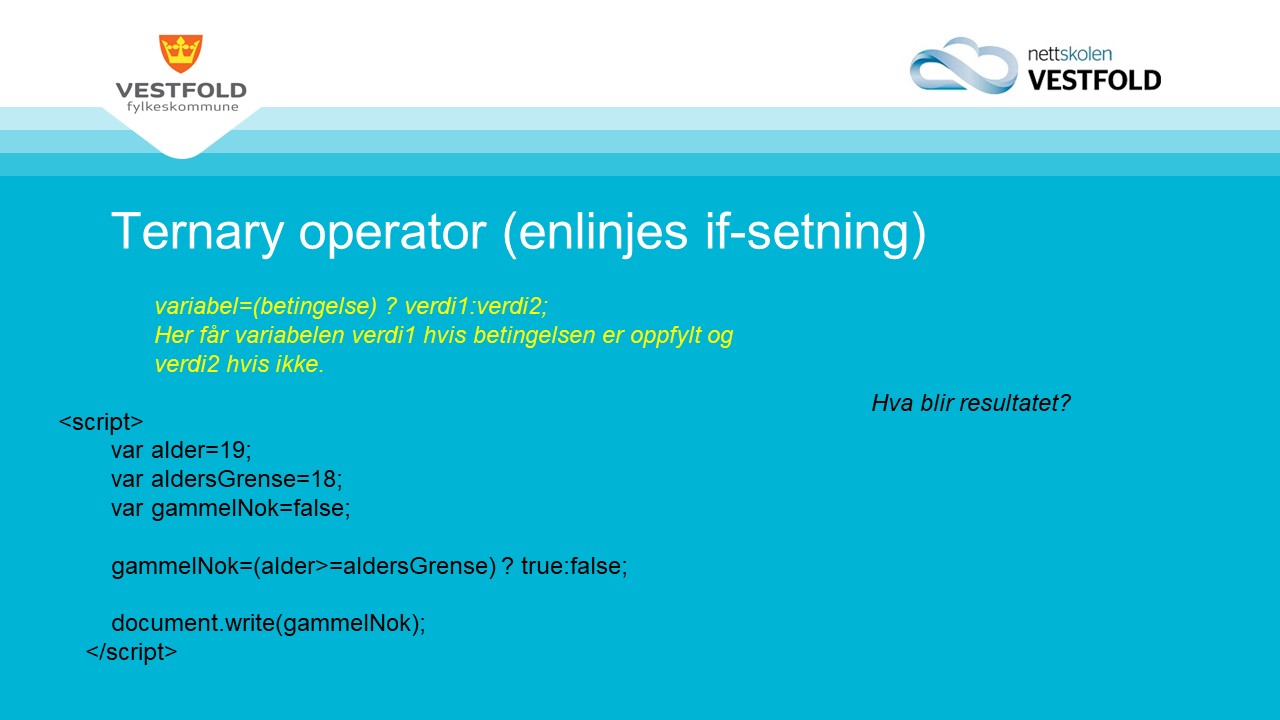 VESTFOLD
fylkeskommune
nettskolen
VESTFOLD
Ternary operator (enlinjes if-setning)
variabel=(betingelse) ? verdi1:verdi2;
Her får variabelen verdi1 hvis betingelsen er oppfylt og
verdi2 hvis ikke.
Hva blir resultatet?
<script>
var alder=19;
var aldersGrense=18;
var gammelNok=false;
gammelNok=(alder>=aldersGrense) ? true:false;
document.write(gammelNok);
</script>